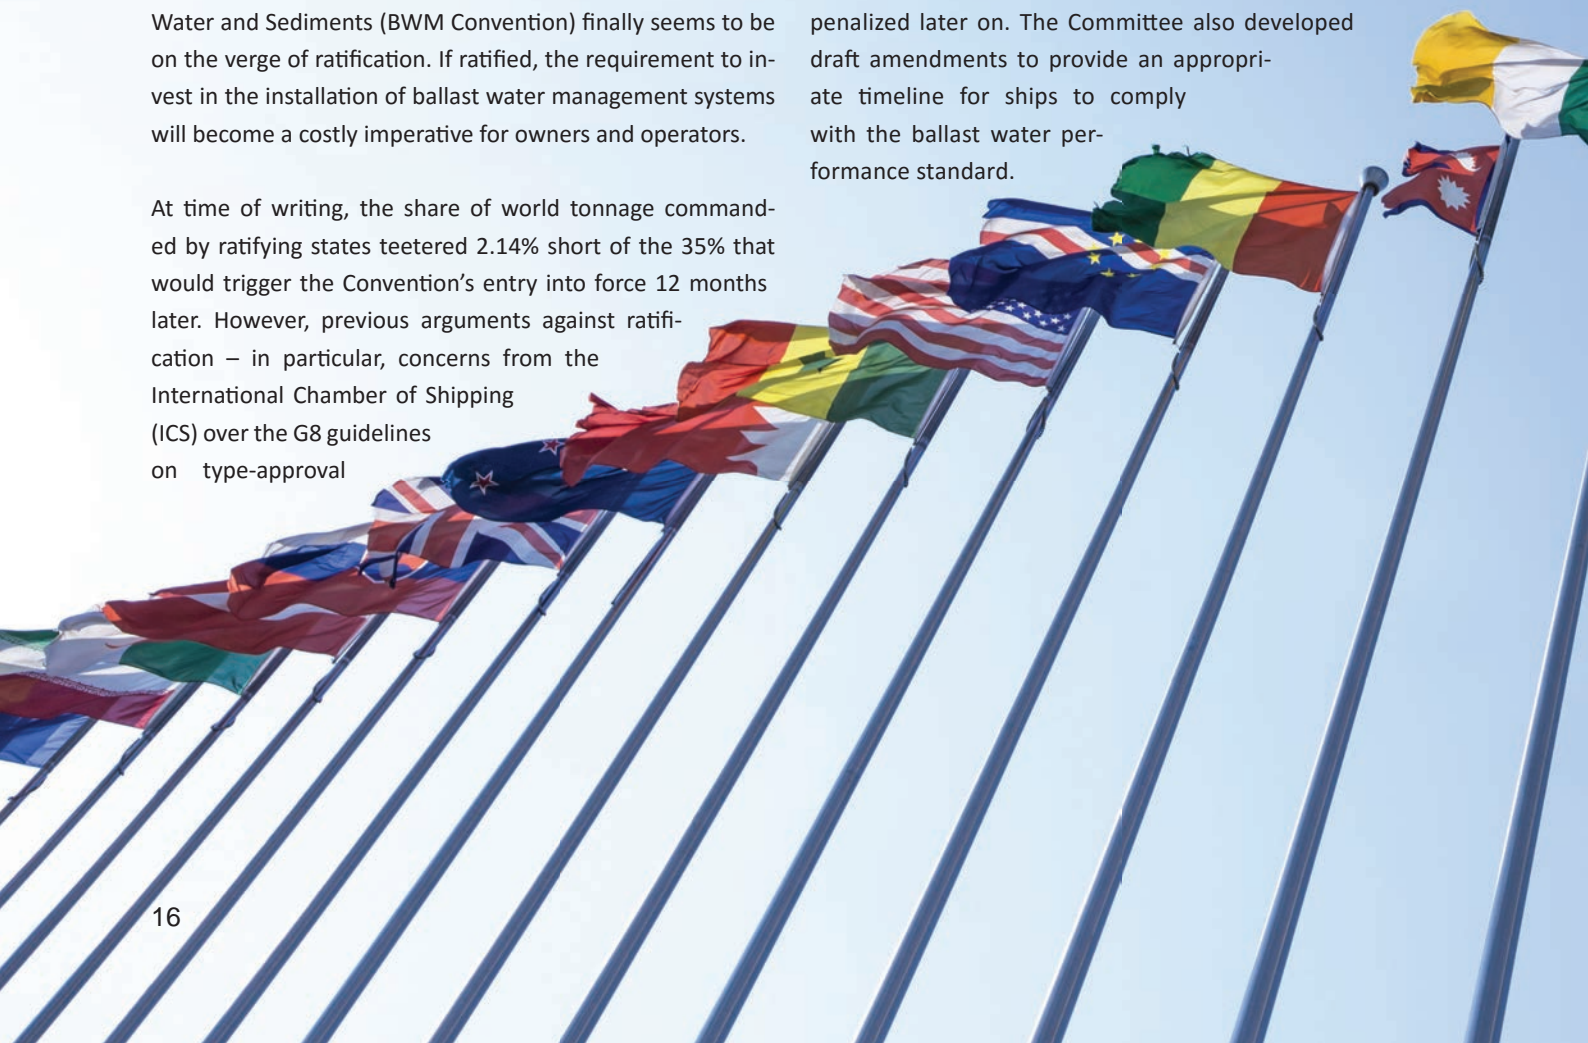 Water and Sediments (BWM Convention) finally seems to be
on the verge of ratification. If ratified, the requirement to in-
vest in the installation of ballast water management systems
will become a costly imperative for owners and operators.
At time of writing, the share of world tonnage command-
ed by ratifying states teetered 2.14% short of the 35% that
would trigger the Convention’s entry into force 12 months
later. However, previous arguments against ratifi-
cation – in particular, concerns from the
International Chamber of Shipping
(ICS) over the G8 guidelines
on type-approval
penalized later on. The Committee also developed
draft amendments to provide an appropri-
ate timeline for ships to comply
with the ballast water per-
formance standard.
16